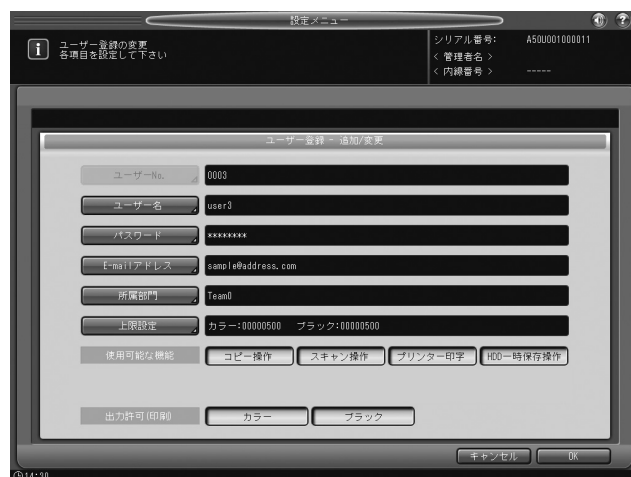 設定メニュー
ユーザー登録の変更
各項目を設定して下さい
シリアル番号: A50U001000011
< 管理者名 >
< 内線番号 > -----
ユーザー登録 - 追加/変更
ユーザーNo. 0003
ユーザー名 user3
パスワード ********
E-mailアドレス sample@address.com
所属部門 Team0
上限設定 カラー:00000500 ブラック:00000500
使用可能な機能 コピー操作 スキャン操作 プリンター印字 HDD一時保存操作
出力許可(印刷) カラー ブラック
キャンセル OK
14:30